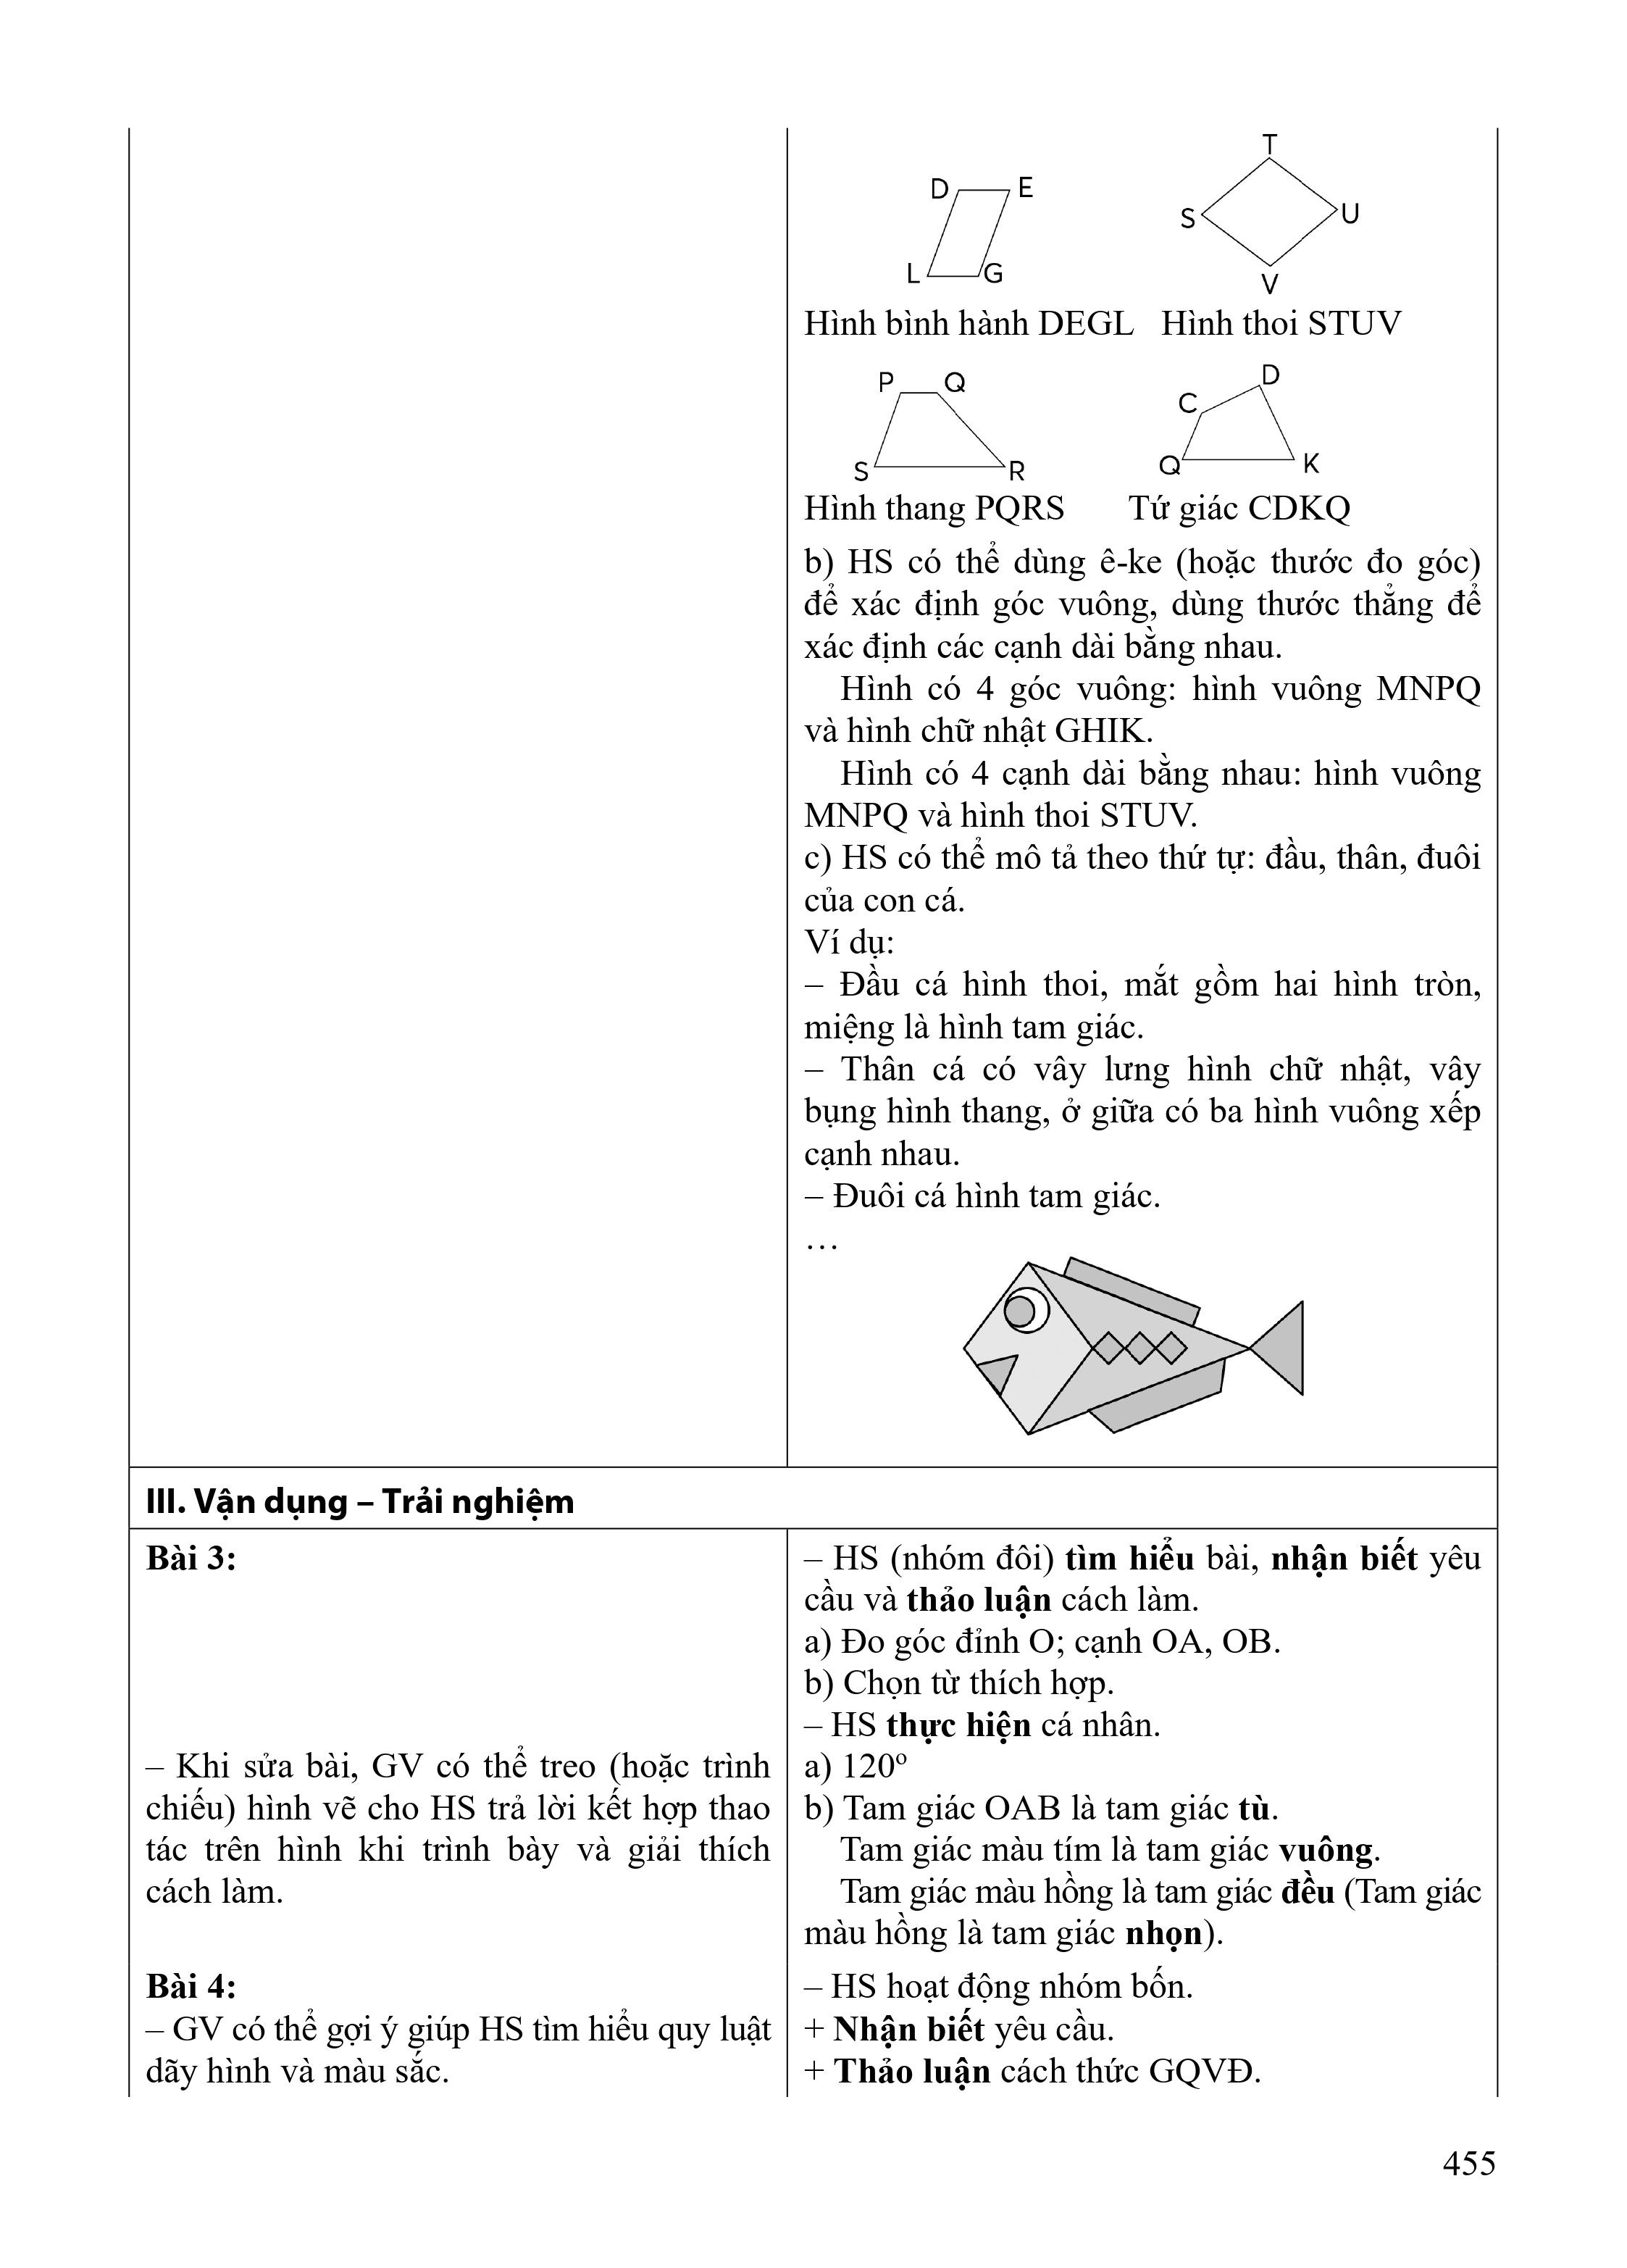 T
D E
S U
L G
V
Hình bình hành DEGL Hình thoi STUV
P Q
D
C
S R
Q K
Hình thang PQRS Tứ giác CDKQ
b) HS có thể dùng ê-ke (hoặc thước đo góc)
để xác định góc vuông, dùng thước thẳng để
xác định các cạnh dài bằng nhau.
Hình có 4 góc vuông: hình vuông MNPQ
và hình chữ nhật GHIK.
Hình có 4 cạnh dài bằng nhau: hình vuông
MNPQ và hình thoi STUV.
c) HS có thể mô tả theo thứ tự: đầu, thân, đuôi
của con cá.
Ví dụ:
– Đầu cá hình thoi, mắt gồm hai hình tròn,
miệng là hình tam giác.
– Thân cá có vây lưng hình chữ nhật, vây
bụng hình thang, ở giữa có ba hình vuông xếp
cạnh nhau.
– Đuôi cá hình tam giác.
…
III. Vận dụng – Trải nghiệm
Bài 3:
– Khi sửa bài, GV có thể treo (hoặc trình
chiếu) hình vẽ cho HS trả lời kết hợp thao
tác trên hình khi trình bày và giải thích
cách làm.
– HS (nhóm đôi) tìm hiểu bài, nhận biết yêu
cầu và thảo luận cách làm.
a) Đo góc đỉnh O; cạnh OA, OB.
b) Chọn từ thích hợp.
– HS thực hiện cá nhân.
a) 120º
b) Tam giác OAB là tam giác tù.
Tam giác màu tím là tam giác vuông.
Tam giác màu hồng là tam giác đều (Tam giác
màu hồng là tam giác nhọn).
Bài 4:
– GV có thể gợi ý giúp HS tìm hiểu quy luật
dãy hình và màu sắc.
– HS hoạt động nhóm bốn.
+ Nhận biết yêu cầu.
+ Thảo luận cách thức GQVĐ.
455